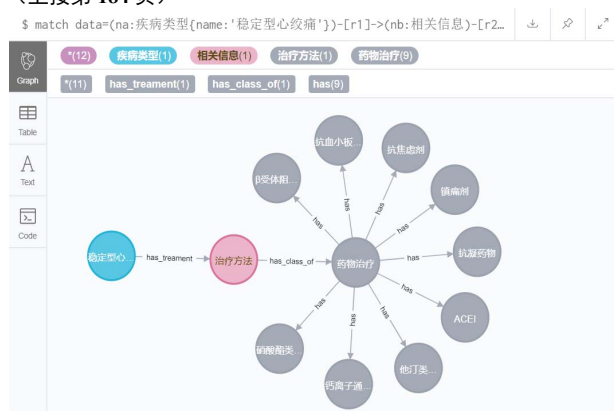 (上接第 184 页)
$ match data=(na:疾病类型{name:'稳定型心绞痛'})-[r1]->(nb:相关信息)-[r2…
*(12) 疾病类型(1) 相关信息(1) 治疗方法(1) 药物治疗(9)
Graph
*(11) has_treament(1) has_class_of(1) has(9)
Table
Text
Code
抗血小板…
抗焦虑剂
β受体阻…
镇痛剂
has
has
has
has
稳定型心…
has_treament
治疗方法
has_class_of
药物治疗
has
抗凝药物
has
has
has
has
ACEI
硝酸酯类…
钙离子通…
他汀类…